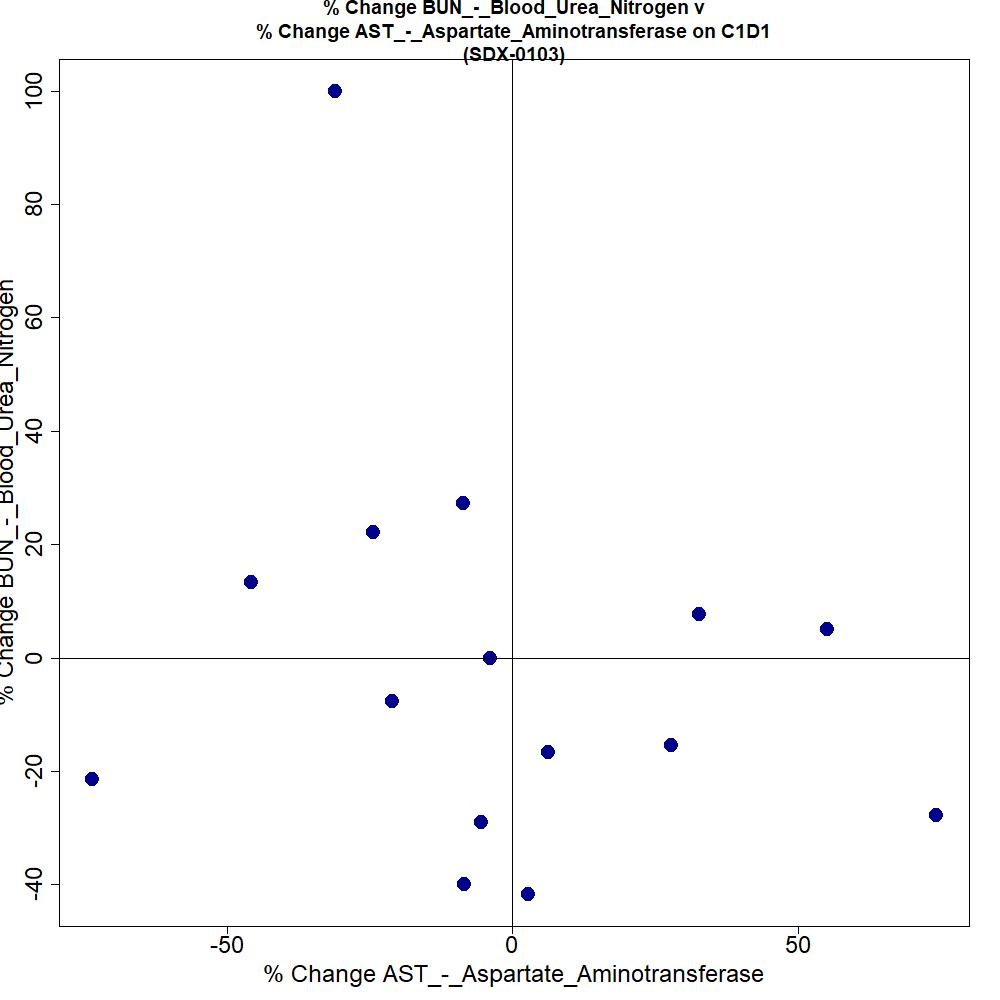 % Change BUN_-_Blood_Urea_Nitrogen v
% Change AST_-_Aspartate_Aminotransferase on C1D1
(SDX-0103)
% Change BUN_-_Blood_Urea_Nitrogen
100
80
60
40
20
0
-20
-40
-50
0
50
% Change AST_-_Aspartate_Aminotransferase